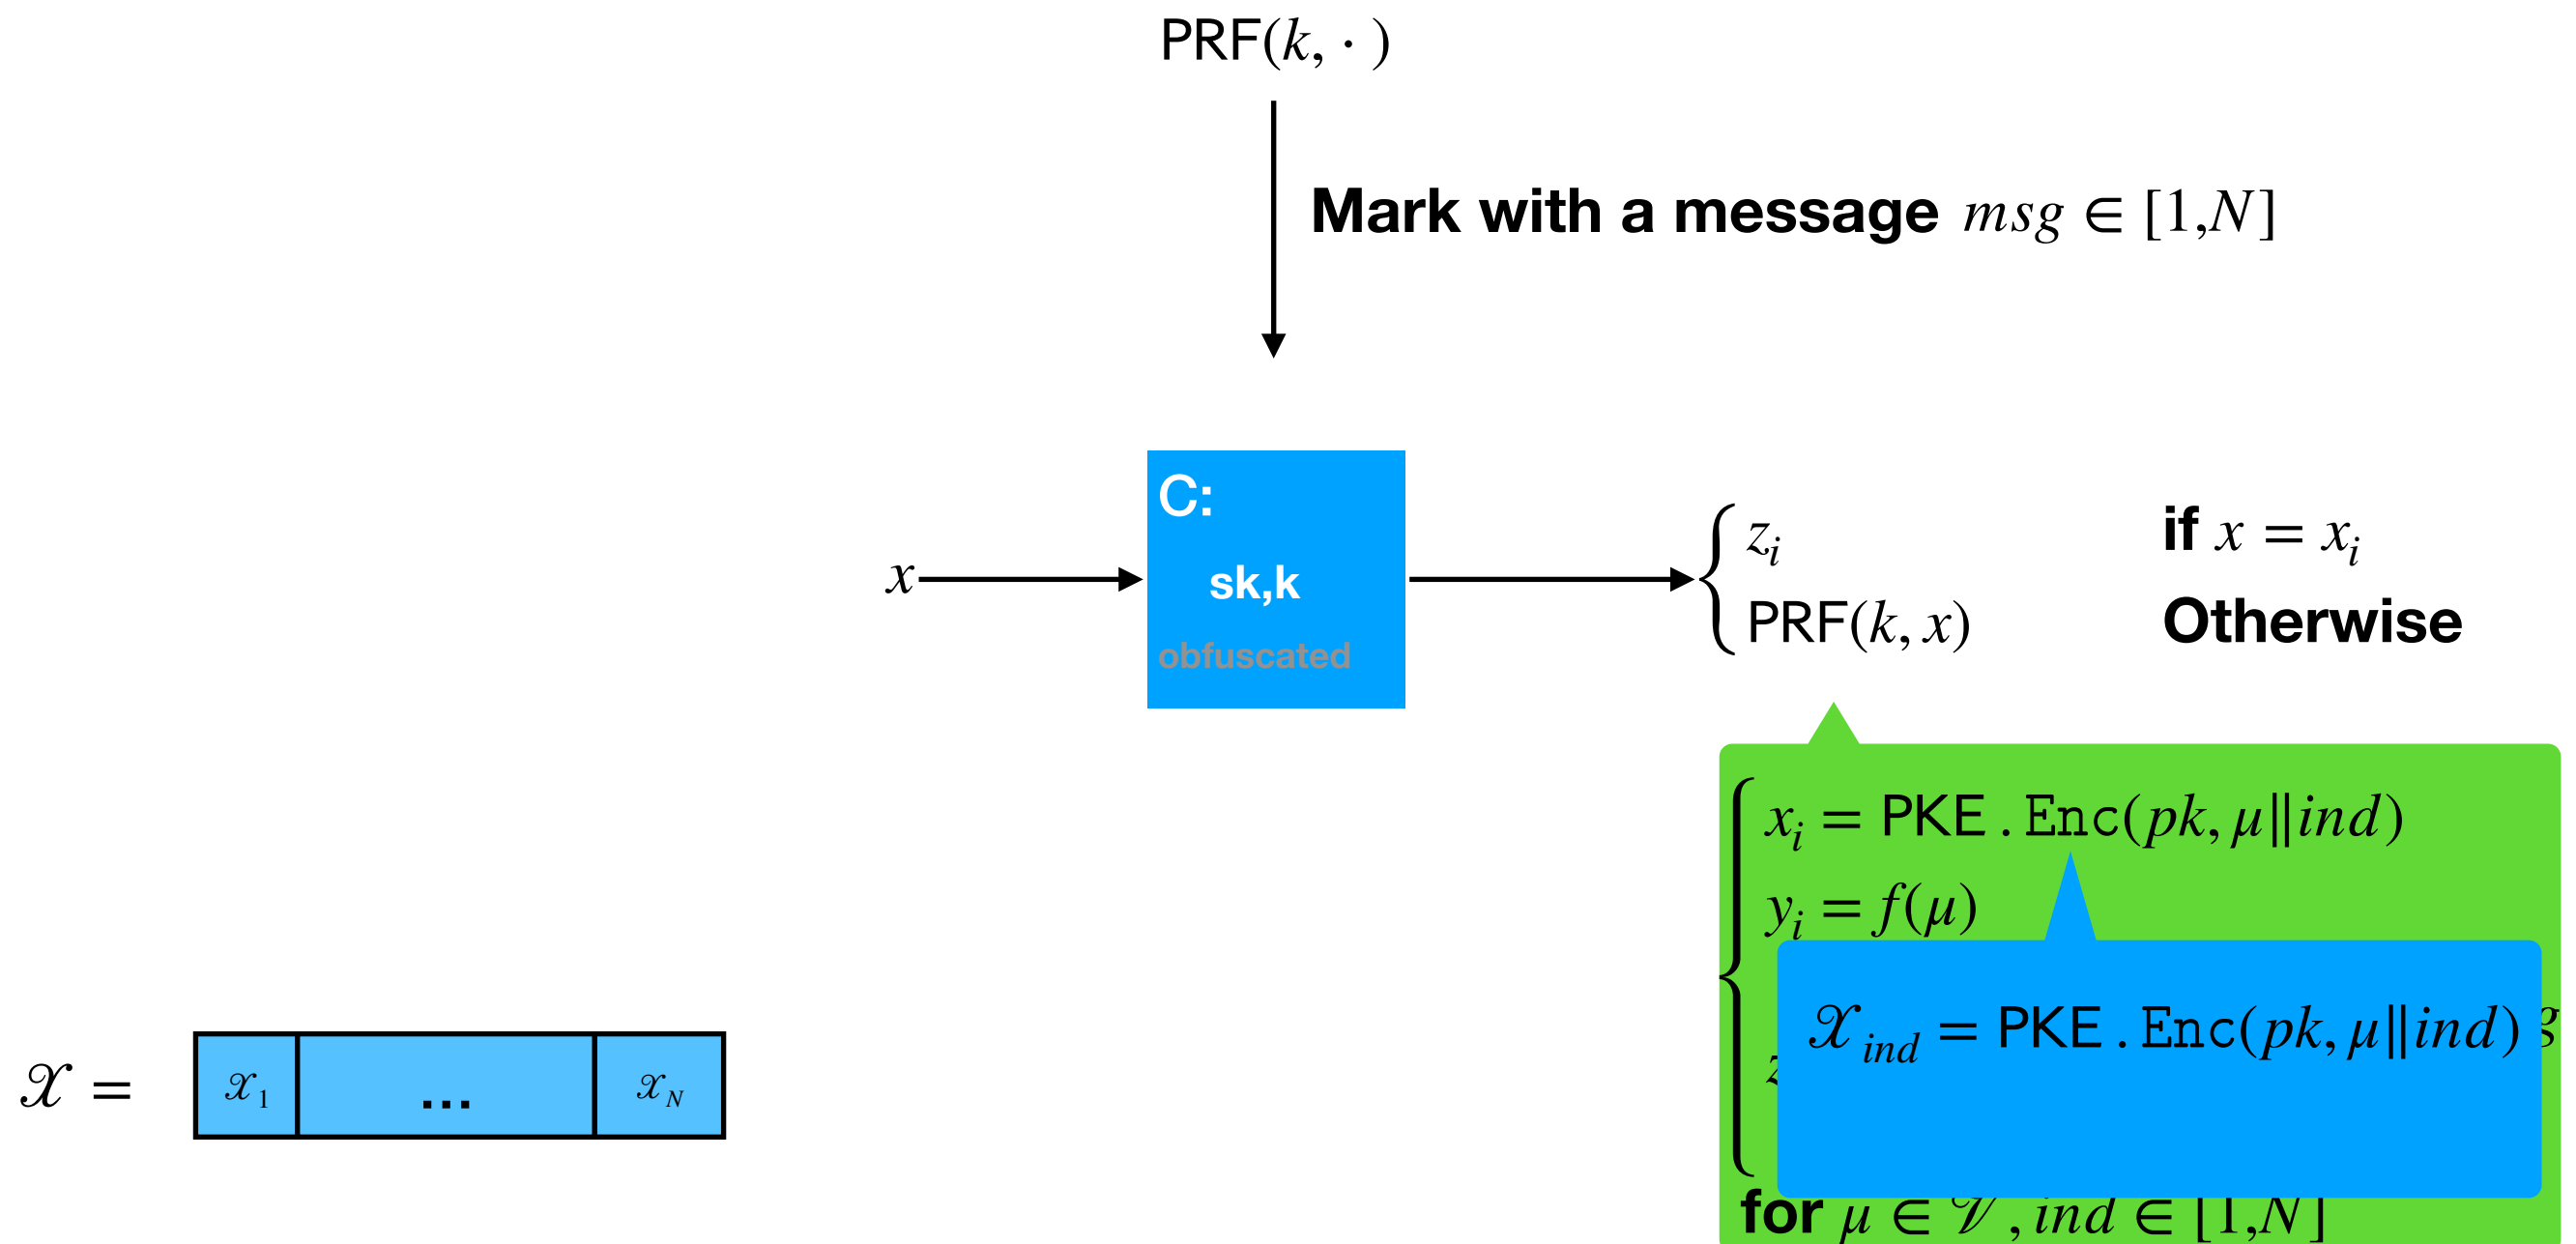 PRF(k, · )
Mark with a message msg ∈ [1,N]
C:
sk,k
obfuscated
x
z_i if x = x_i
PRF(k, x) Otherwise
x_i = PKE . Enc(pk, μ∥ind)
y_i = f(μ)
𝒳_ind = PKE . Enc(pk, μ∥ind)
for μ ∈ 𝒱, ind ∈ [1,N]
𝒳 = 𝒳_1 ... 𝒳_N